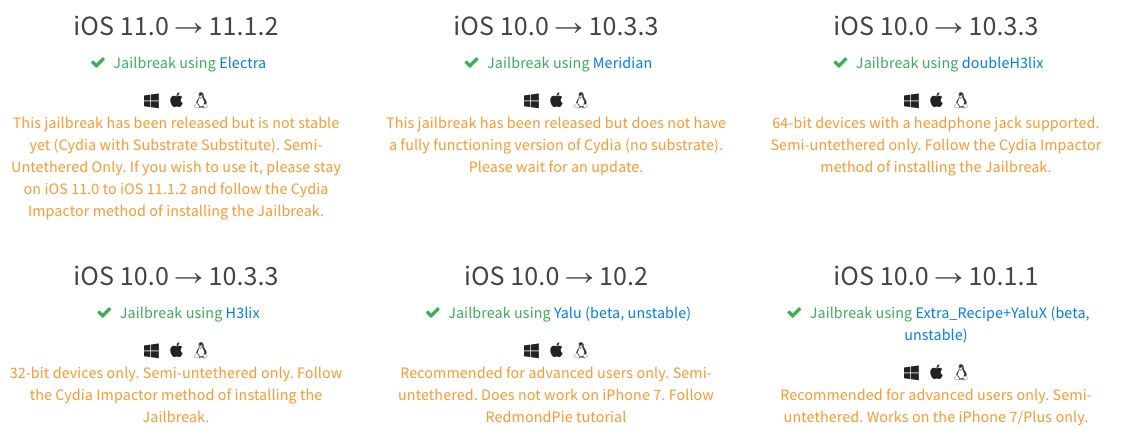 iOS 11.0 → 11.1.2
✔ Jailbreak using Electra
This jailbreak has been released but is not stable
yet (Cydia with Substrate Substitute). Semi-
Untethered Only. If you wish to use it, please stay
on iOS 11.0 to iOS 11.1.2 and follow the Cydia
Impactor method of installing the Jailbreak.
iOS 10.0 → 10.3.3
✔ Jailbreak using Meridian
This jailbreak has been released but does not have
a fully functioning version of Cydia (no substrate).
Please wait for an update.
iOS 10.0 → 10.3.3
✔ Jailbreak using doubleH3lix
64-bit devices with a headphone jack supported.
Semi-untethered only. Follow the Cydia Impactor
method of installing the Jailbreak.
iOS 10.0 → 10.3.3
✔ Jailbreak using H3lix
32-bit devices only. Semi-untethered only. Follow
the Cydia Impactor method of installing the
Jailbreak.
iOS 10.0 → 10.2
✔ Jailbreak using Yalu (beta, unstable)
Recommended for advanced users only. Semi-
untethered. Does not work on iPhone 7. Follow
RedmondPie tutorial
iOS 10.0 → 10.1.1
✔ Jailbreak using Extra_Recipe+YaluX (beta,
unstable)
Recommended for advanced users only. Semi-
untethered. Works on the iPhone 7/Plus only.